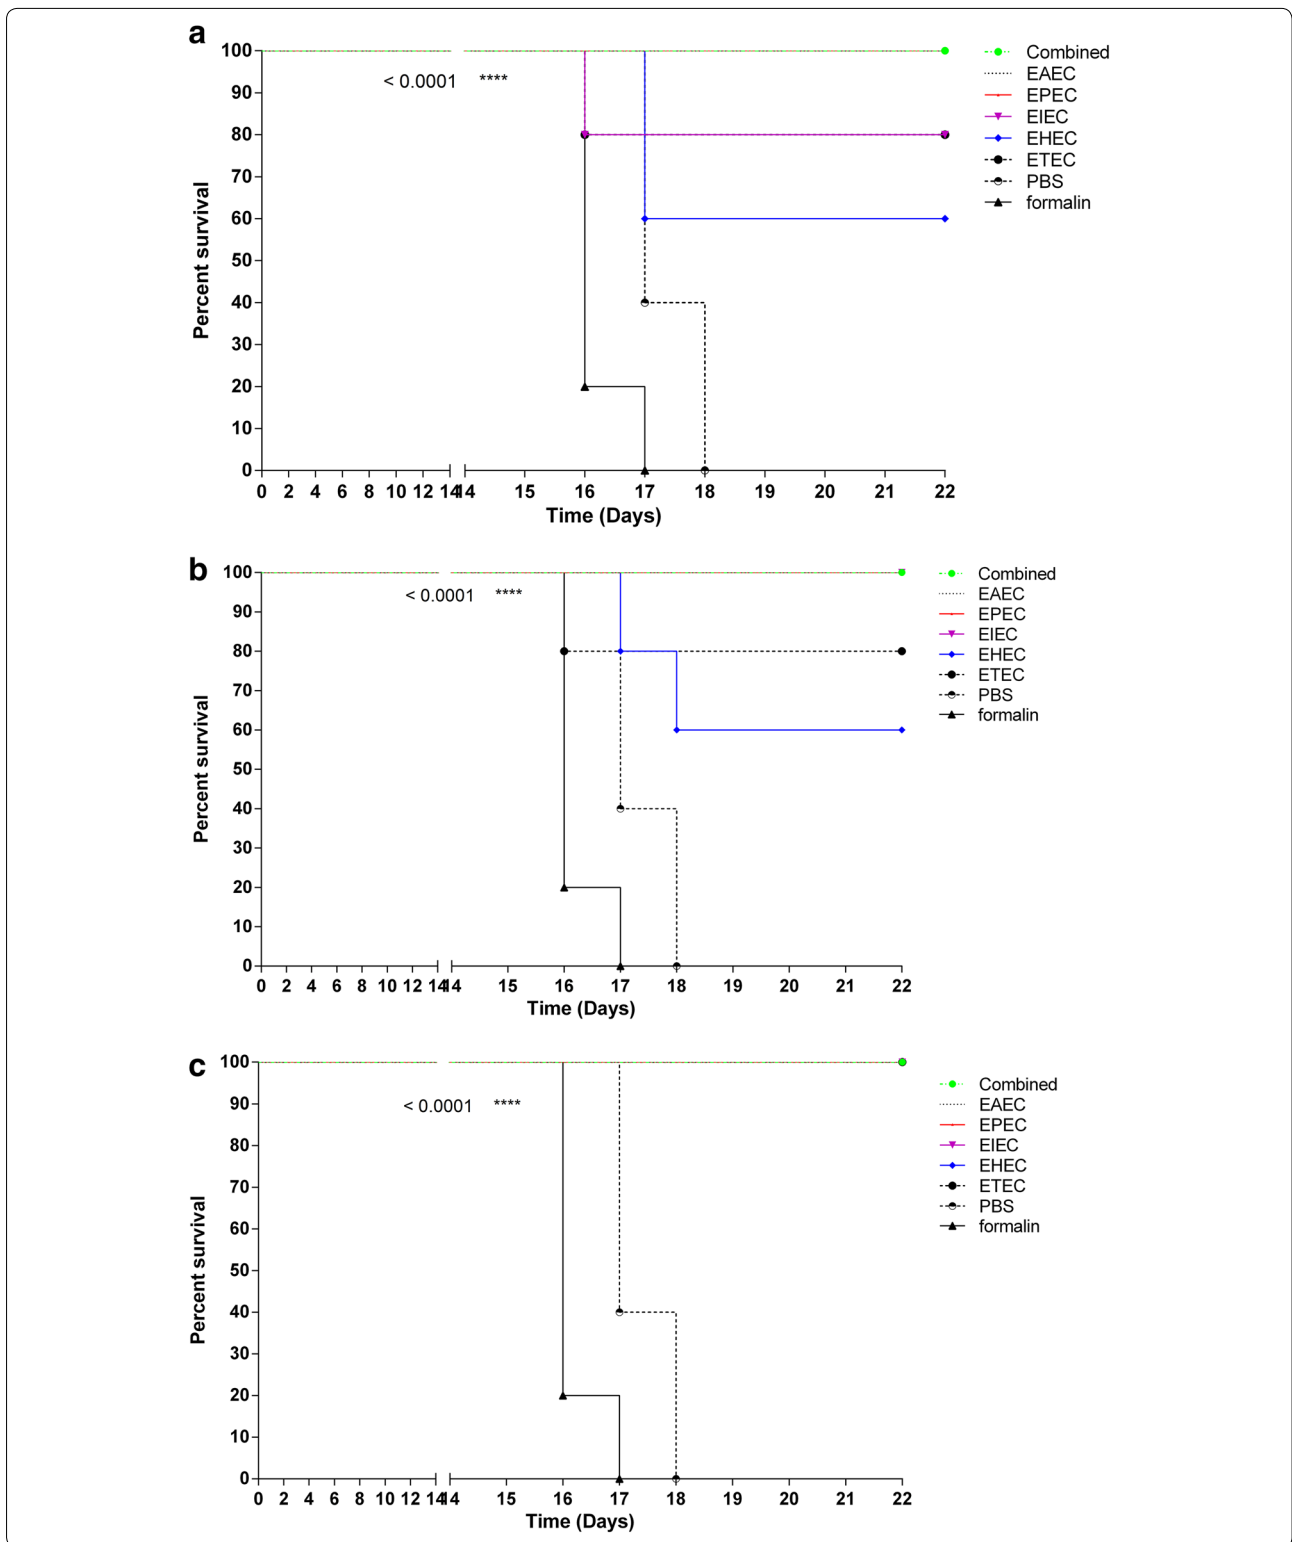 a
100
90
80
70
60
50
40
30
20
10
0
Percent survival
< 0.0001 ****
0 2 4 6 8 10 12 14 14 15 16 17 18 19 20 21 22
Time (Days)
Combined
EAEC
EPEC
EIEC
EHEC
ETEC
PBS
formalin
b
100
90
80
70
60
50
40
30
20
10
0
Percent survival
< 0.0001 ****
0 2 4 6 8 10 12 14 14 15 16 17 18 19 20 21 22
Time (Days)
Combined
EAEC
EPEC
EIEC
EHEC
ETEC
PBS
formalin
c
100
90
80
70
60
50
40
30
20
10
0
Percent survival
< 0.0001 ****
0 2 4 6 8 10 12 14 14 15 16 17 18 19 20 21 22
Time (Days)
Combined
EAEC
EPEC
EIEC
EHEC
ETEC
PBS
formalin